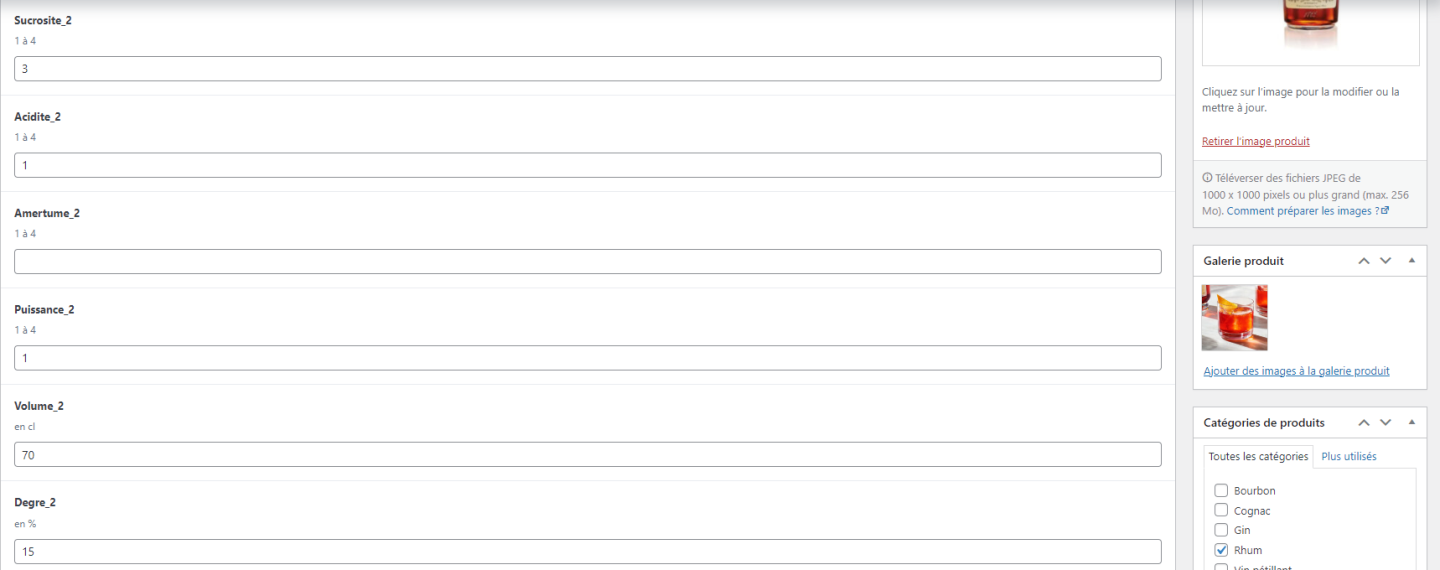 Sucrosite_2
1 à 4
3
Acidite_2
1 à 4
1
Amertume_2
1 à 4
Puissance_2
1 à 4
1
Volume_2
en cl
70
Degre_2
en %
15
Cliquez sur l'image pour la modifier ou la
mettre à jour.
Retirer l'image produit
Téléverser des fichiers JPEG de
1000 x 1000 pixels ou plus grand (max. 256
Mo). Comment préparer les images ?
Galerie produit
Ajouter des images à la galerie produit
Catégories de produits
Toutes les catégories Plus utilisés
Bourbon
Cognac
Gin
Rhum
Vin pétillant